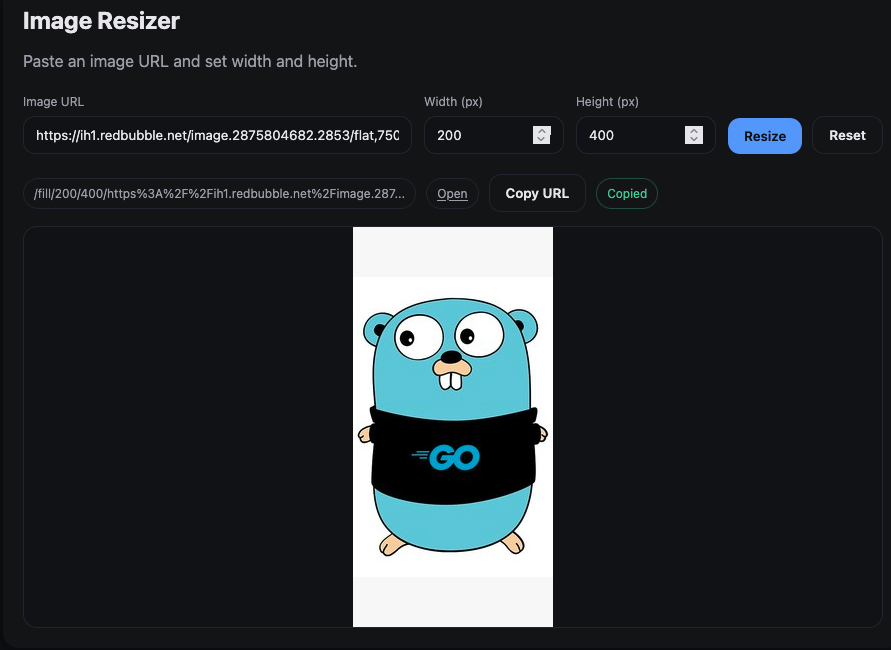 Image Resizer
Paste an image URL and set width and height.
Image URL
Width (px)
Height (px)
https://ih1.redbubble.net/image.2875804682.2853/flat,750
200
400
Resize
Reset
/fill/200/400/https%3A%2F%2Fih1.redbubble.net%2Fimage.287...
Open
Copy URL
Copied
GO